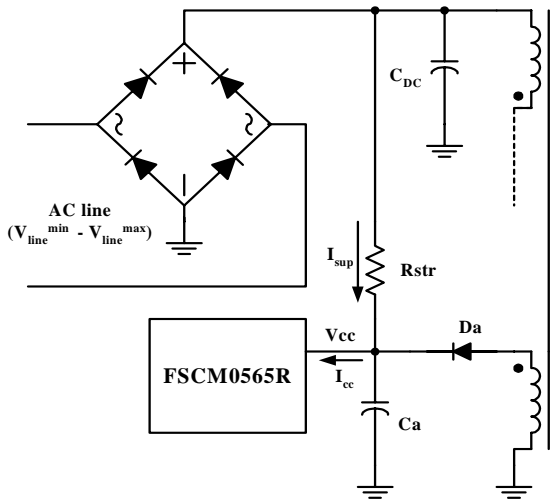 C_DC
AC line
(V_line^min - V_line^max)
I_sup
Rstr
Da
Vcc
FSCM0565R
I_cc
Ca